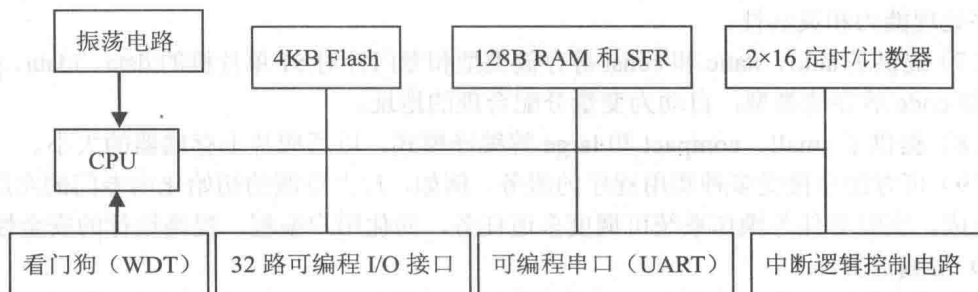 振荡电路
4KB Flash
128B RAM 和 SFR
2×16 定时/计数器
CPU
看门狗（WDT）
32 路可编程 I/O 接口
可编程串口（UART）
中断逻辑控制电路